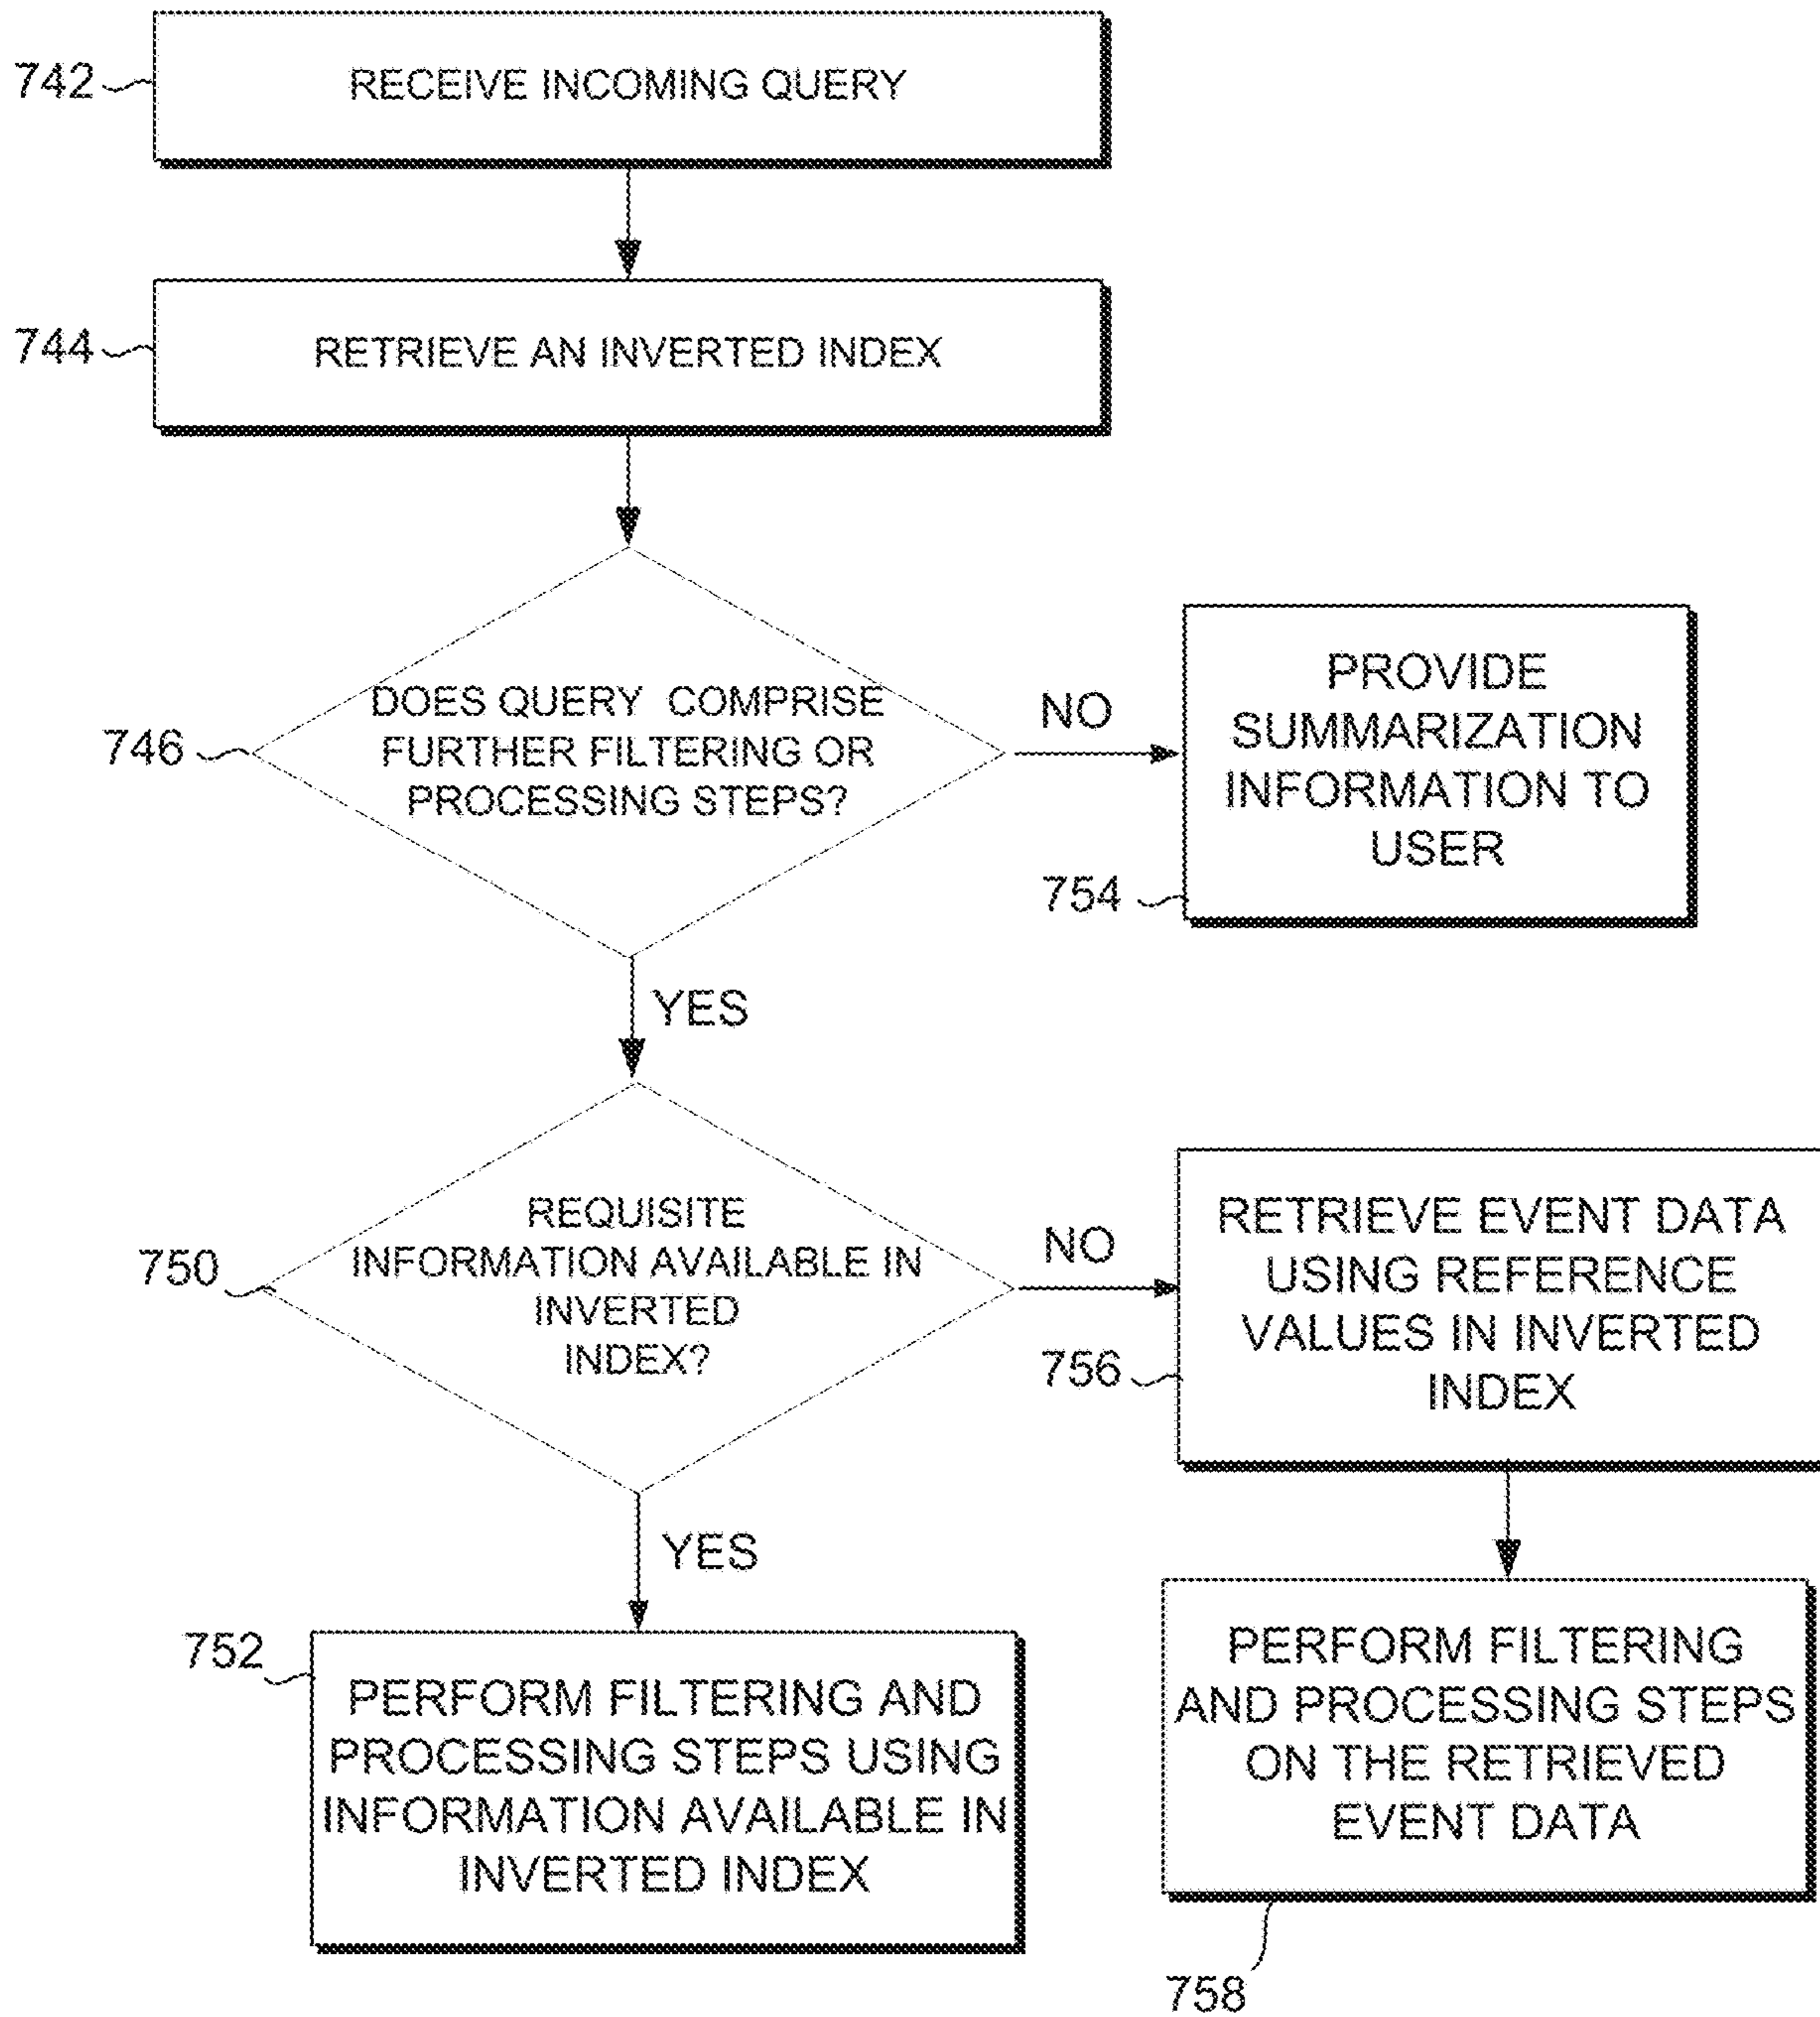 742
RECEIVE INCOMING QUERY
744
RETRIEVE AN INVERTED INDEX
746
DOES QUERY COMPRISE
FURTHER FILTERING OR
PROCESSING STEPS?
NO
PROVIDE
SUMMARIZATION
INFORMATION TO
USER
754
YES
750
REQUISITE
INFORMATION AVAILABLE IN
INVERTED
INDEX?
NO
RETRIEVE EVENT DATA
USING REFERENCE
VALUES IN INVERTED
INDEX
756
YES
752
PERFORM FILTERING AND
PROCESSING STEPS USING
INFORMATION AVAILABLE IN
INVERTED INDEX
PERFORM FILTERING
AND PROCESSING STEPS
ON THE RETRIEVED
EVENT DATA
758